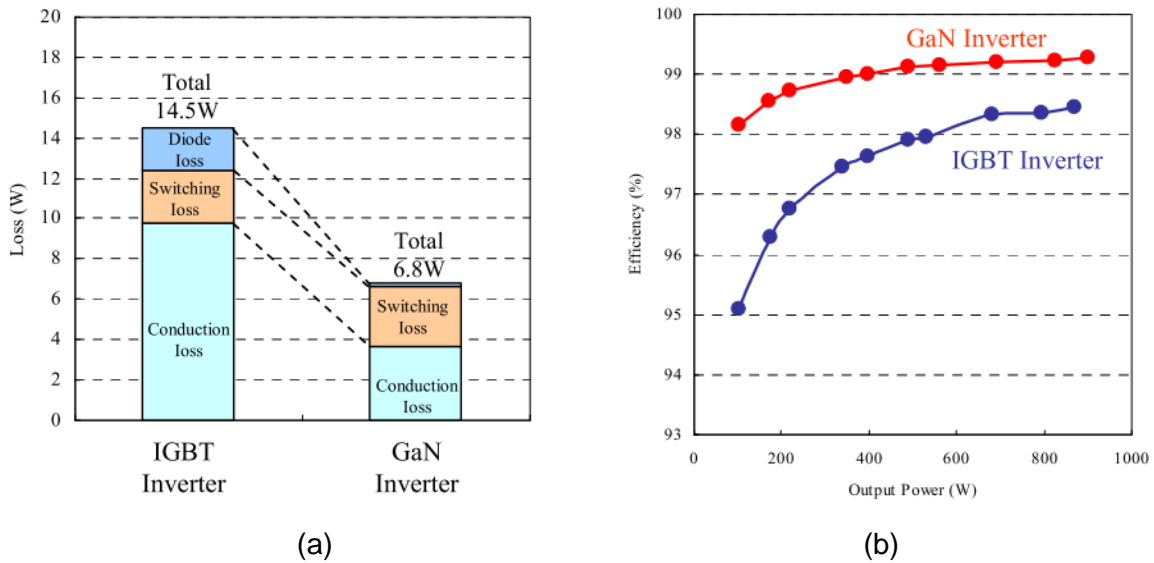 20
18
16
14
12
10
8
6
4
2
0
Loss (W)
Total
14.5W
Diode
loss
Switching
loss
Conduction
loss
Total
6.8W
Switching
loss
Conduction
loss
IGBT
Inverter
GaN
Inverter
(a)
100
99
98
97
96
95
94
93
Efficiency (%)
GaN Inverter
IGBT Inverter
0
200
400
600
800
1000
Output Power (W)
(b)